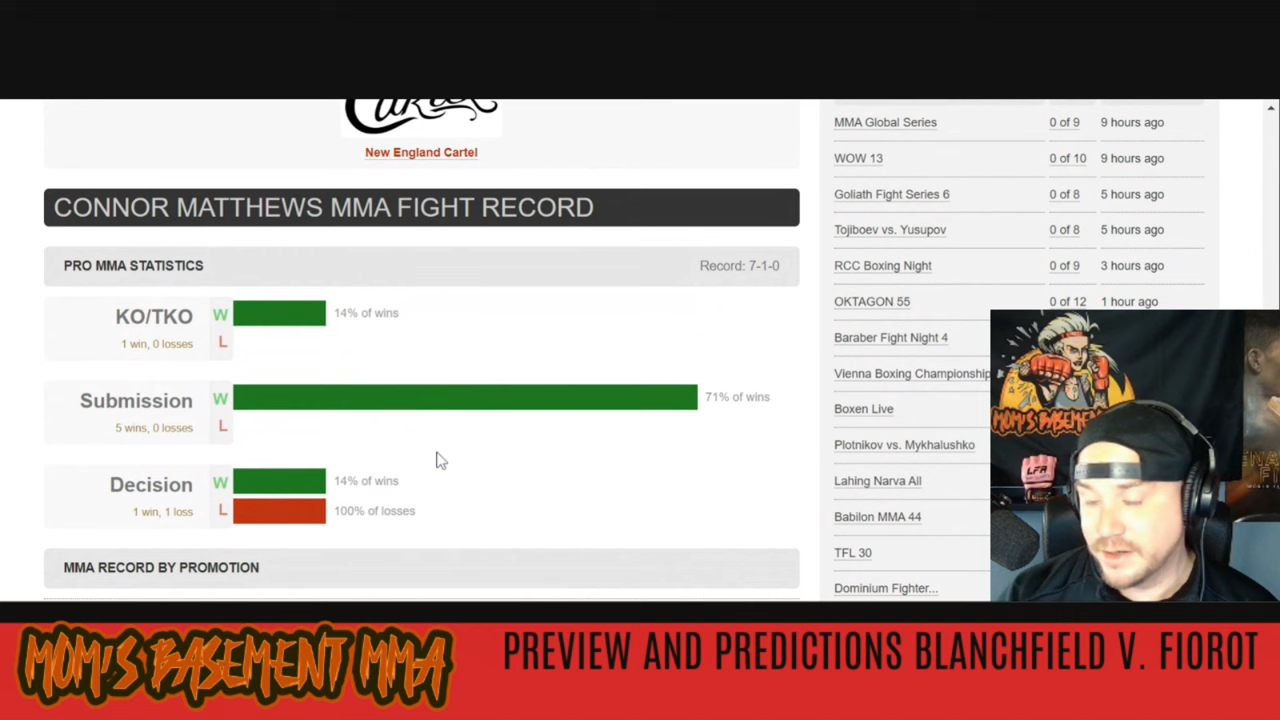 New England Cartel
CONNOR MATTHEWS MMA FIGHT RECORD
PRO MMA STATISTICS Record: 7-1-0
KO/TKO W 14% of wins
1 win, 0 losses L
Submission W 71% of wins
5 wins, 0 losses L
Decision W 14% of wins
1 win, 1 loss L 100% of losses
MMA RECORD BY PROMOTION
MMA Global Series 0 of 9 9 hours ago
WOW 13 0 of 10 9 hours ago
Goliath Fight Series 6 0 of 8 5 hours ago
Tojiboev vs. Yusupov 0 of 8 5 hours ago
RCC Boxing Night 0 of 9 3 hours ago
OKTAGON 55 0 of 12 1 hour ago
Baraber Fight Night 4
Vienna Boxing Championship
Boxen Live
Plotnikov vs. Mykhalushko
Lahing Narva All
Babilon MMA 44
TFL 30
Dominium Fighter...
MOM'S BASEME
LFA
MOM'S BASEMENT MMA
PREVIEW AND PREDICTIONS BLANCHFIELD V. FIOROT